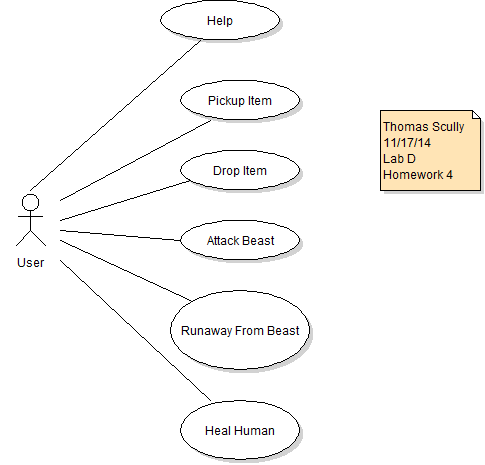 Help
Pickup Item
Thomas Scully
11/17/14
Lab D
Homework 4
Drop Item
Attack Beast
User
Runaway From Beast
Heal Human